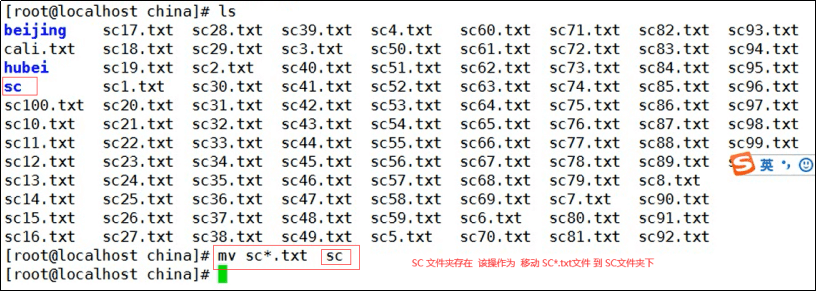 [root@localhost china]# ls
beijing sc17.txt sc28.txt sc39.txt sc4.txt sc60.txt sc71.txt sc82.txt sc93.txt
cali.txt sc18.txt sc29.txt sc3.txt sc50.txt sc61.txt sc72.txt sc83.txt sc94.txt
hubei sc19.txt sc2.txt sc40.txt sc51.txt sc62.txt sc73.txt sc84.txt sc95.txt
sc sc1.txt sc30.txt sc41.txt sc52.txt sc63.txt sc74.txt sc85.txt sc96.txt
sc100.txt sc20.txt sc31.txt sc42.txt sc53.txt sc64.txt sc75.txt sc86.txt sc97.txt
sc10.txt sc21.txt sc32.txt sc43.txt sc54.txt sc65.txt sc76.txt sc87.txt sc98.txt
sc11.txt sc22.txt sc33.txt sc44.txt sc55.txt sc66.txt sc77.txt sc88.txt sc99.txt
sc12.txt sc23.txt sc34.txt sc45.txt sc56.txt sc67.txt sc78.txt sc89.txt
sc13.txt sc24.txt sc35.txt sc46.txt sc57.txt sc68.txt sc79.txt sc8.txt
sc14.txt sc25.txt sc36.txt sc47.txt sc58.txt sc69.txt sc7.txt sc90.txt
sc15.txt sc26.txt sc37.txt sc48.txt sc59.txt sc6.txt sc80.txt sc91.txt
sc16.txt sc27.txt sc38.txt sc49.txt sc5.txt sc70.txt sc81.txt sc92.txt
[root@localhost china]# mv sc*.txt sc
SC 文件夹存在 该操作为 移动 SC*.txt文件 到 SC文件夹下
[root@localhost china]#
S 英